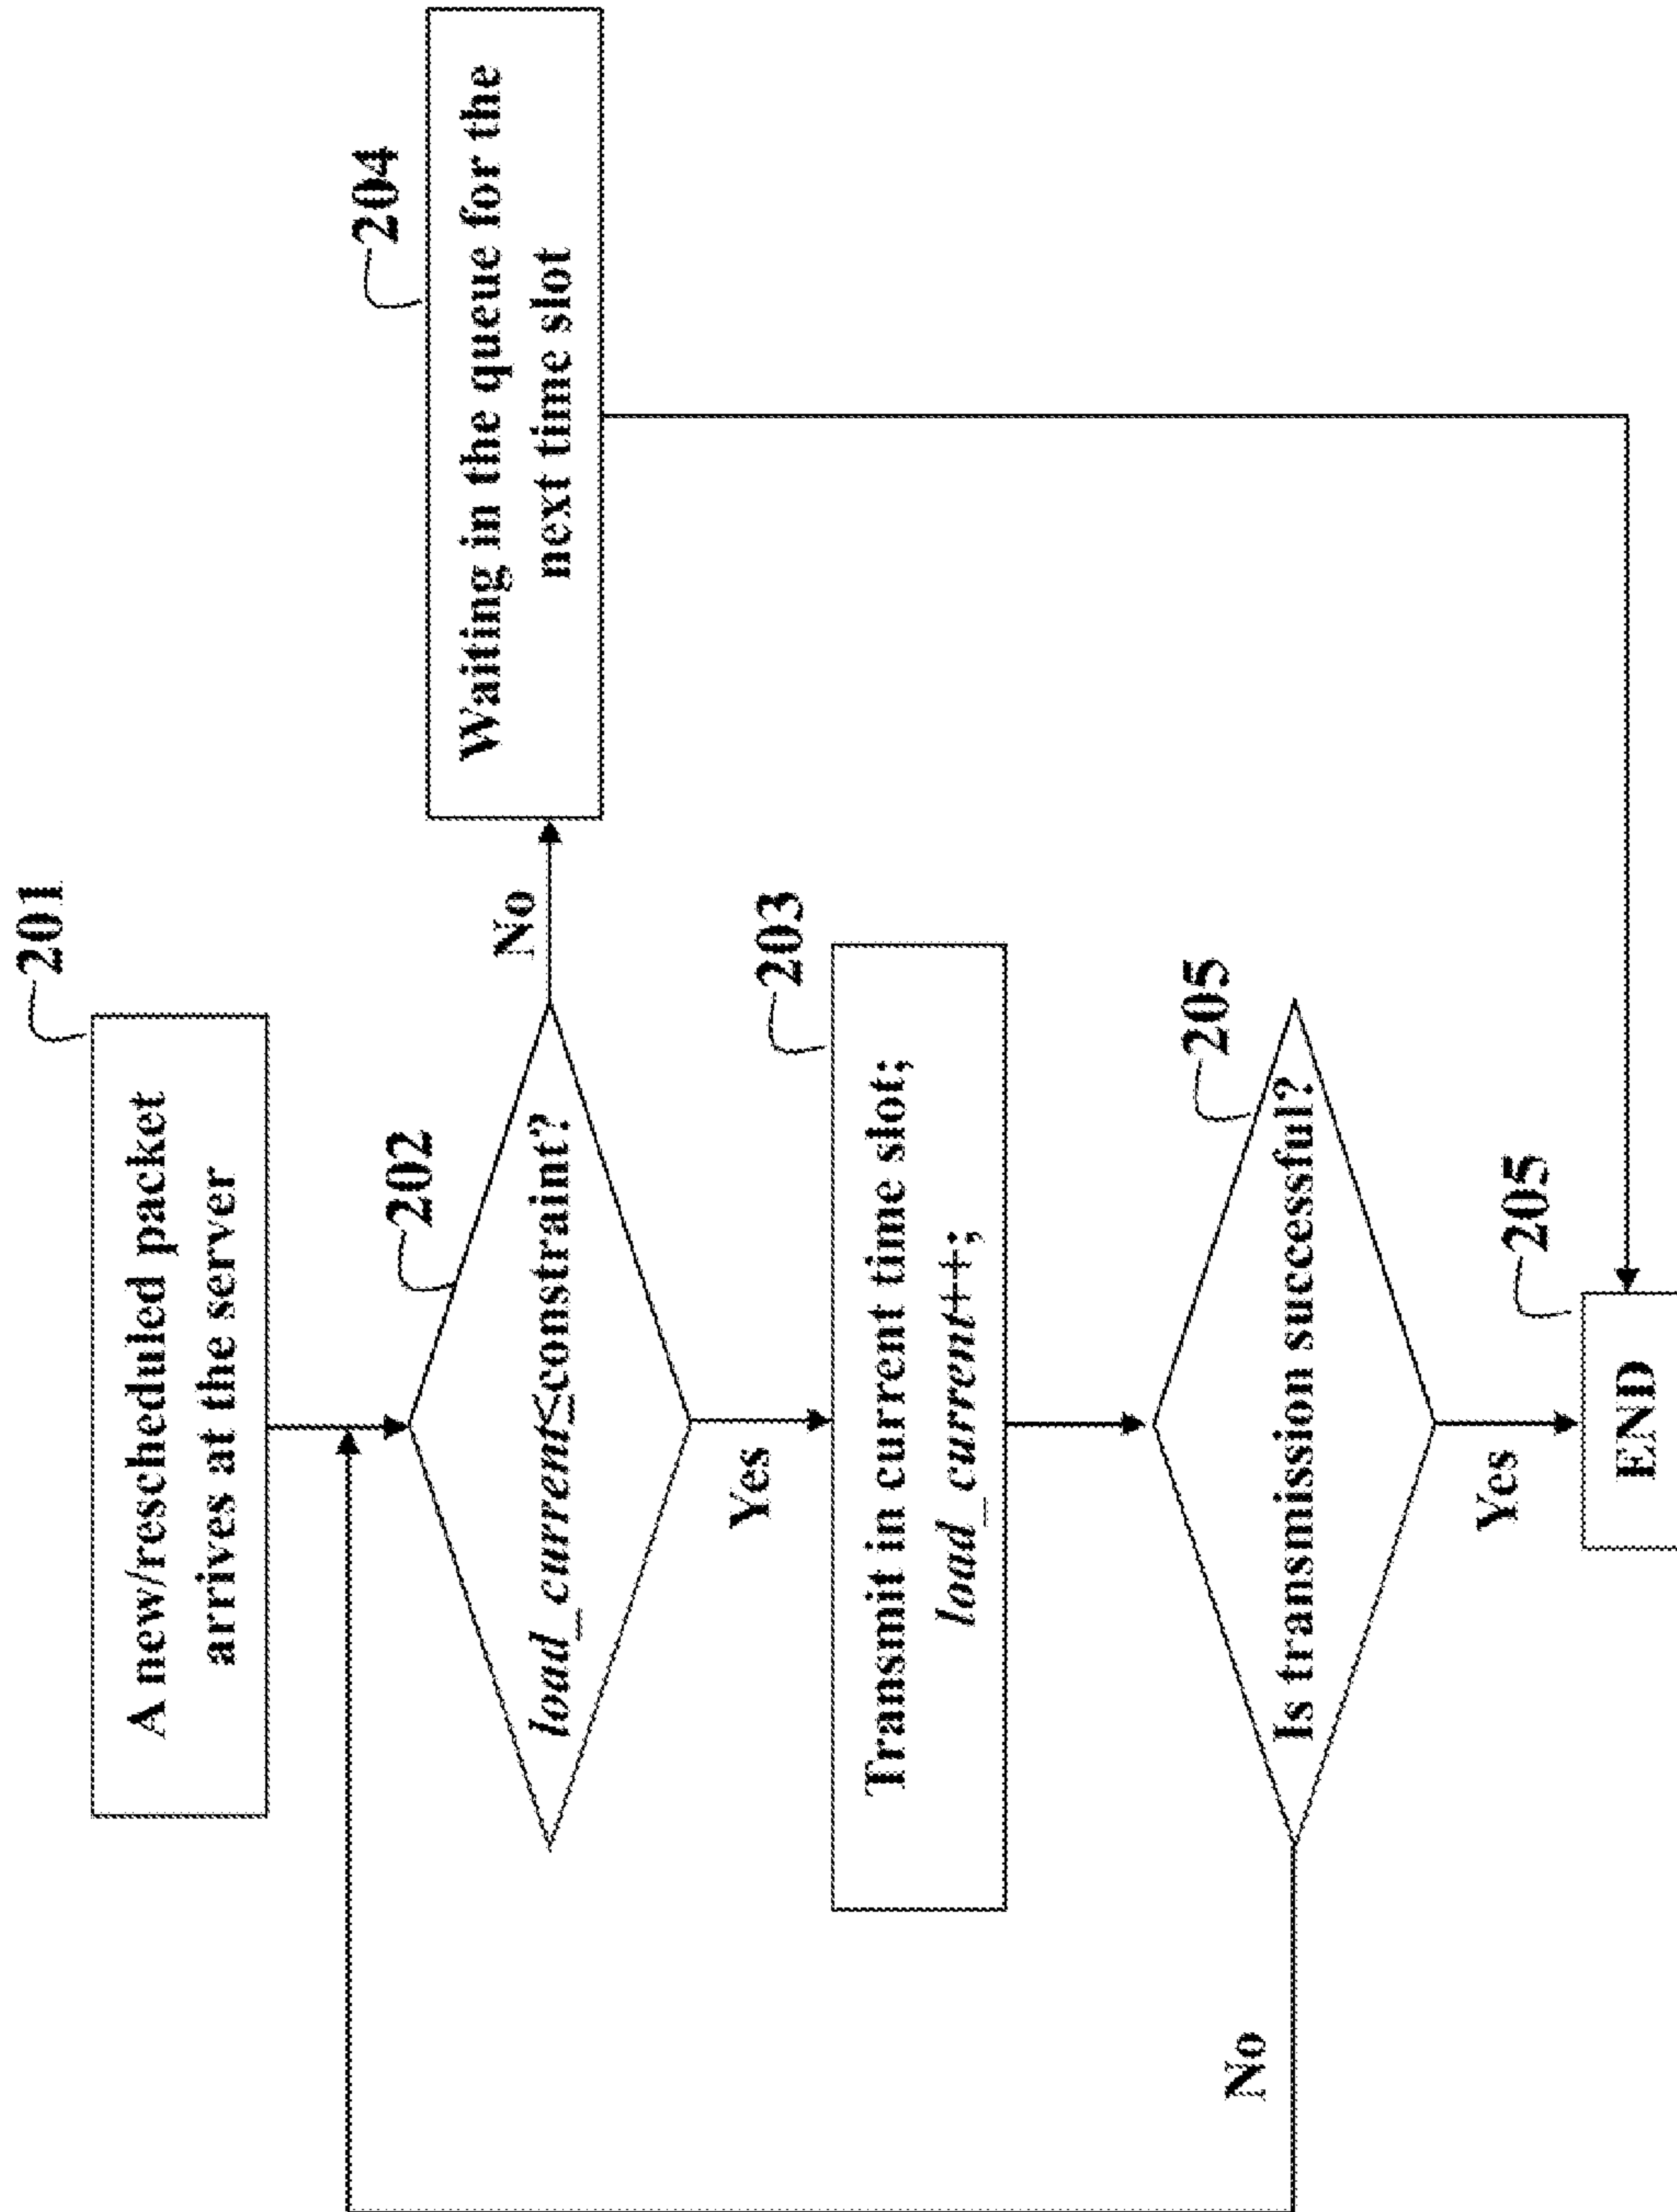 201
A new/rescheduled packet
arrives at the server
202
load_current≤constraint?
No
204
Waiting in the queue for the
next time slot
Yes
203
Transmit in current time slot;
load_current++;
205
Is transmission successful?
No
Yes
205
END